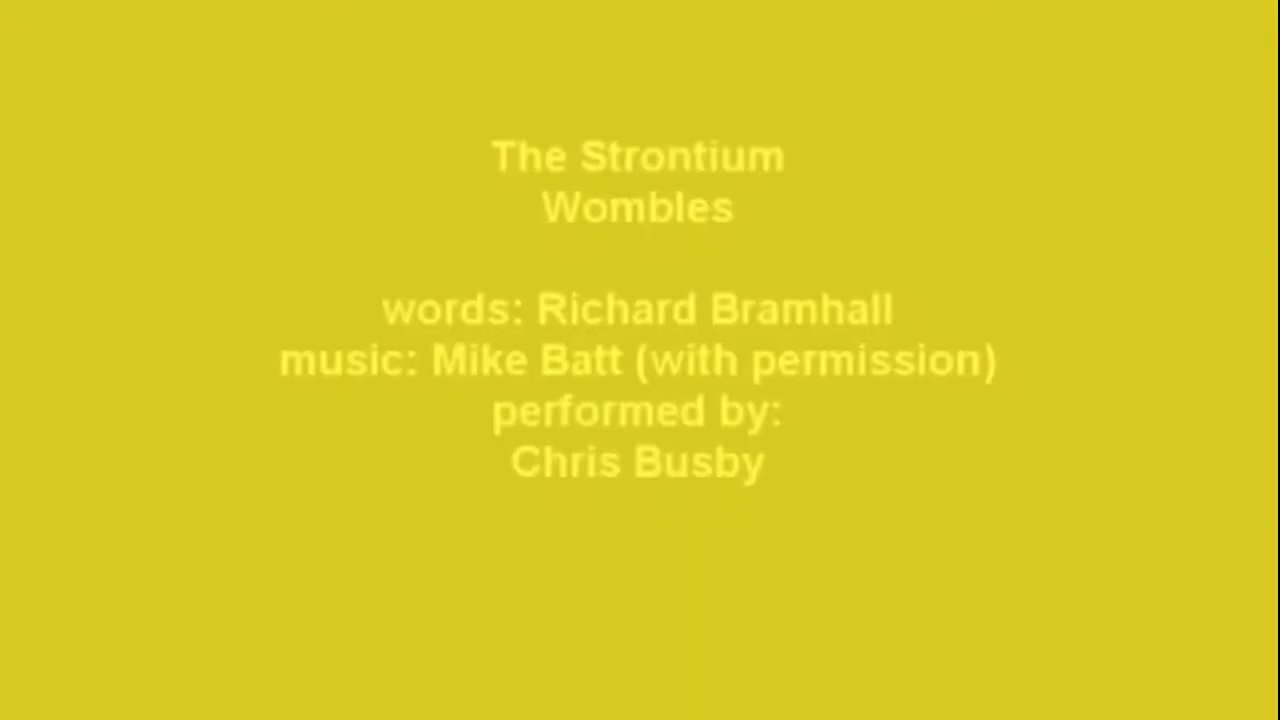 The Strontium
Wombles
words: Richard Bramhall
music: Mike Batt (with permission)
performed by:
Chris Busby